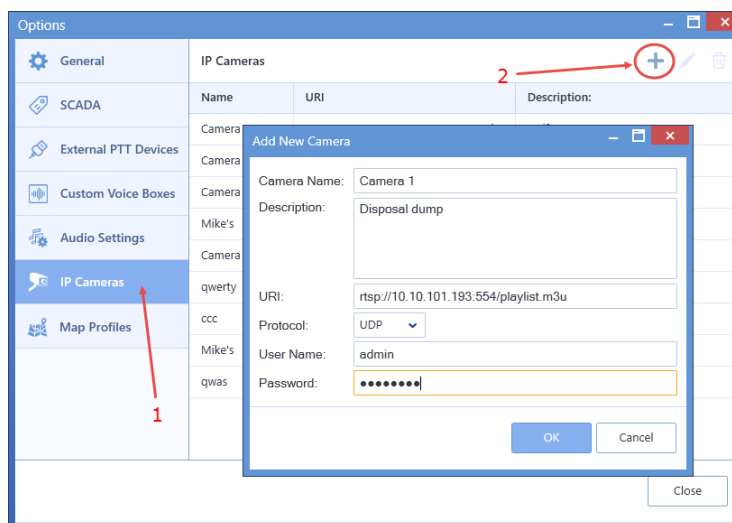 Options
General
SCADA
External PTT Devices
Custom Voice Boxes
Audio Settings
IP Cameras
Map Profiles
1
IP Cameras
2
Name URI Description:
Camera
Camera
Camera
Mike's
Camera
qwerty
ccc
Mike's
qwas
Add New Camera
Camera Name: Camera 1
Description: Disposal dump
URI: rtsp://10.10.101.193:554/playlist.m3u
Protocol: UDP
User Name: admin
Password: ●●●●●●●●
OK Cancel
Close